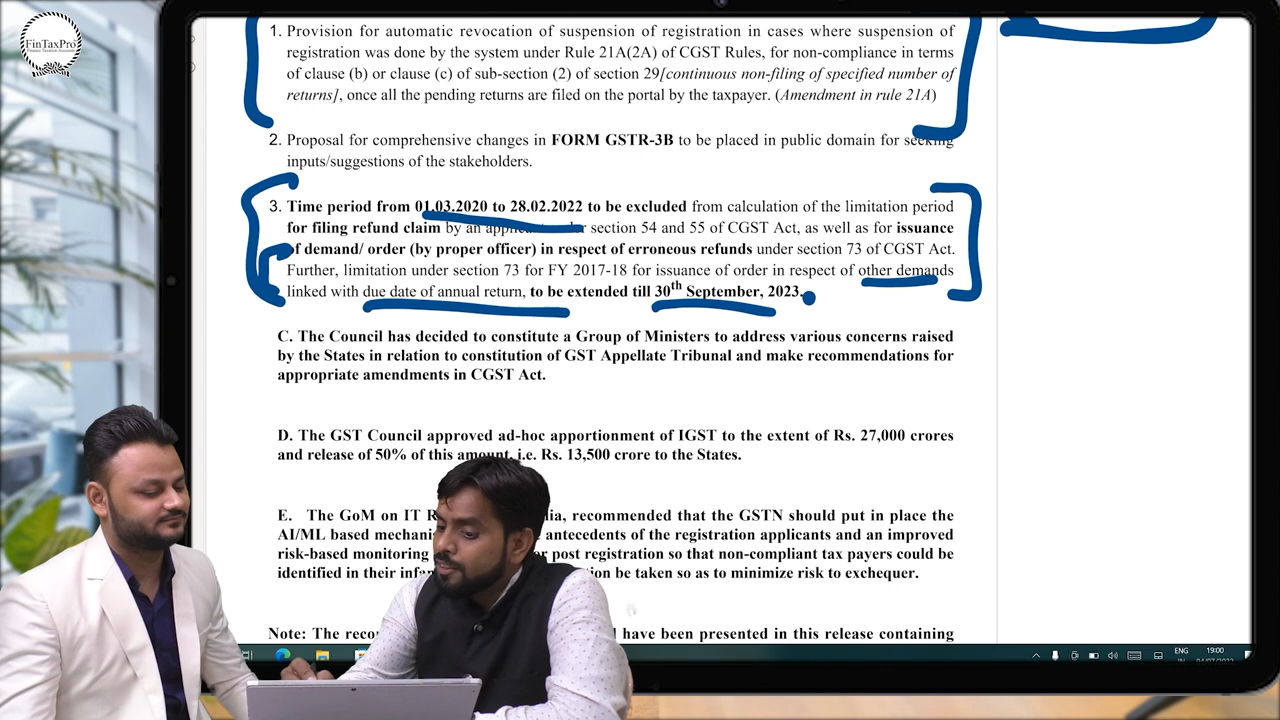 FinTaxPro
1. Provision for automatic revocation of suspension of registration in cases where suspension of
registration was done by the system under Rule 21A(2A) of CGST Rules, for non-compliance in terms
of clause (b) or clause (c) of sub-section (2) of section 29[continuous non-filing of specified number of
returns], once all the pending returns are filed on the portal by the taxpayer. (Amendment in rule 21A)
2. Proposal for comprehensive changes in FORM GSTR-3B to be placed in public domain for seeking
inputs/suggestions of the stakeholders.
3. Time period from 01.03.2020 to 28.02.2022 to be excluded from calculation of the limitation period
for filing refund claim by an applicant under section 54 and 55 of CGST Act, as well as for issuance
of demand/ order (by proper officer) in respect of erroneous refunds under section 73 of CGST Act.
Further, limitation under section 73 for FY 2017-18 for issuance of order in respect of other demands
linked with due date of annual return, to be extended till 30th September, 2023.
C. The Council has decided to constitute a Group of Ministers to address various concerns raised
by the States in relation to constitution of GST Appellate Tribunal and make recommendations for
appropriate amendments in CGST Act.
D. The GST Council approved ad-hoc apportionment of IGST to the extent of Rs. 27,000 crores
and release of 50% of this amount, i.e. Rs. 13,500 crore to the States.
E. The GoM on IT recommended that the GSTN should put in place the
AI/ML based antecedents of the registration applicants and an improved
risk-based monitoring post registration so that non-compliant tax payers could be
identified in their be taken so as to minimize risk to exchequer.
Note: The have been presented in this release containing
ENG 19:00